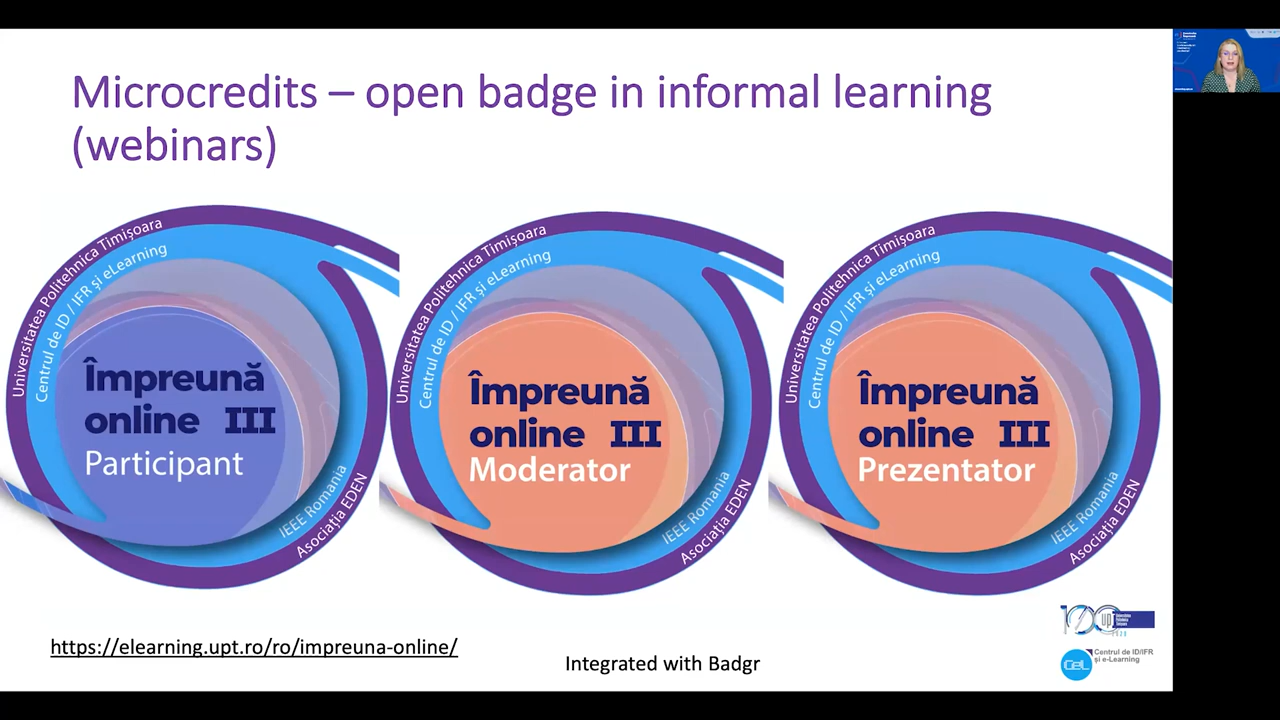 Microcredits – open badge in informal learning
(webinars)
Universitatea Politehnica Timișoara
Centrul de ID / IFR și eLearning
Împreună
online III
Participant
IEEE Romania
Asociația EDEN
Universitatea Politehnica Timișoara
Centrul de ID / IFR și eLearning
Împreună
online III
Moderator
IEEE Romania
Asociația EDEN
Universitatea Politehnica Timișoara
Centrul de ID / IFR și eLearning
Împreună
online III
Prezentator
IEEE Romania
Asociația EDEN
https://elearning.upt.ro/ro/impreuna-online/
Integrated with Badgr
100
upt
CeL
Centrul de ID/IFR
și e-Learning